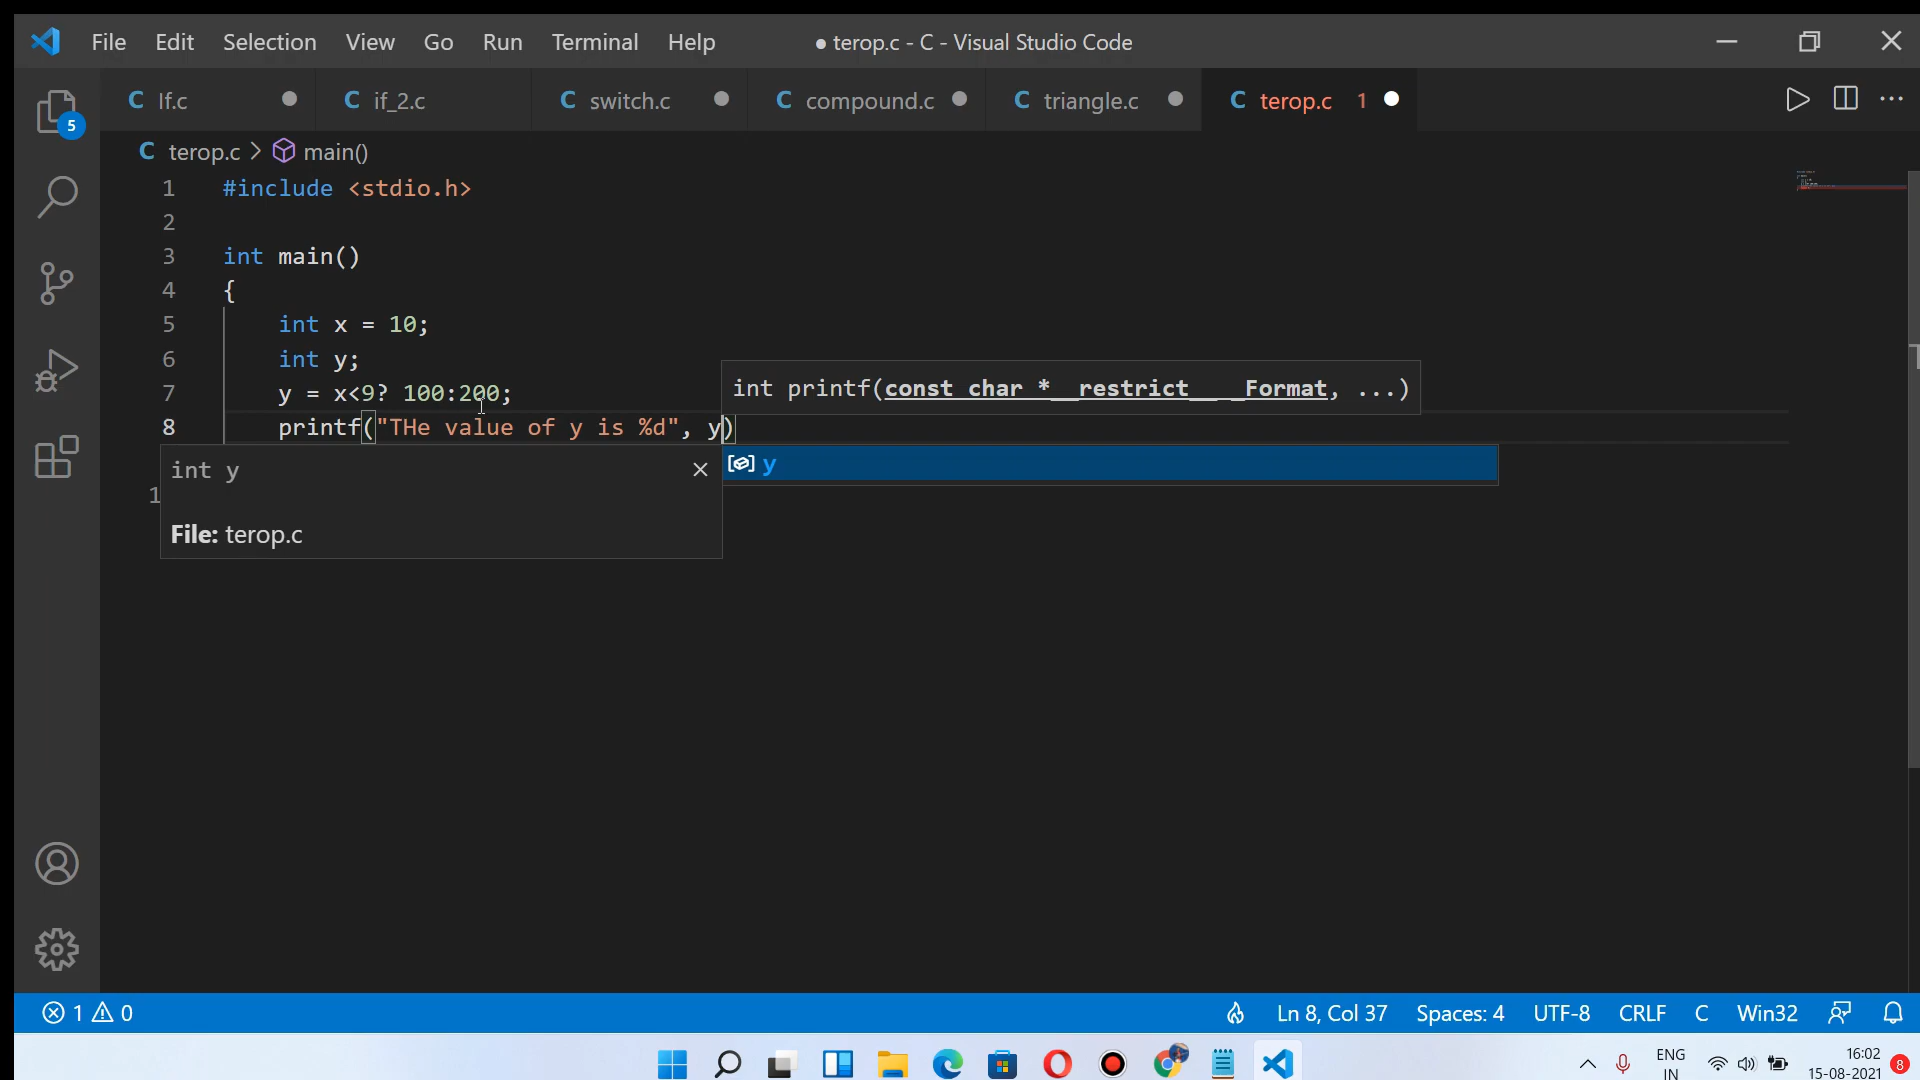 File Edit Selection View Go Run Terminal Help ● terop.c - C - Visual Studio Code
C If.c C if_2.c C switch.c C compound.c C triangle.c C terop.c 1
5
C terop.c > main()
1 #include <stdio.h>
2
3 int main()
4 {
5 int x = 10;
6 int y;
7 y = x<9? 100:200;
int printf(const char *__restrict___Format, ...)
8 printf("THe value of y is %d", y)
int y
y
1
File: terop.c
1 0 Ln 8, Col 37 Spaces: 4 UTF-8 CRLF C Win32
ENG
IN
16:02
15-08-2021
8